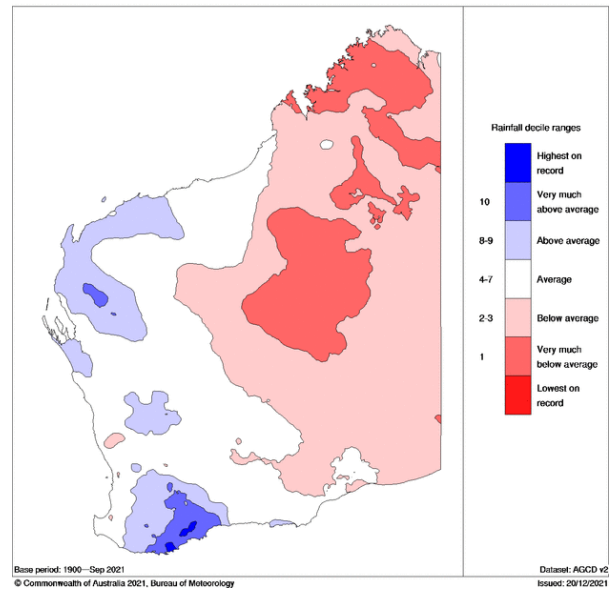 Rainfall decile ranges
Highest on
record
10
Very much
above average
8-9
Above average
4-7
Average
2-3
Below average
1
Very much
below average
Lowest on
record
Base period: 1900—Sep 2021
Dataset: AGCD v2
© Commonwealth of Australia 2021, Bureau of Meteorology
Issued: 20/12/2021